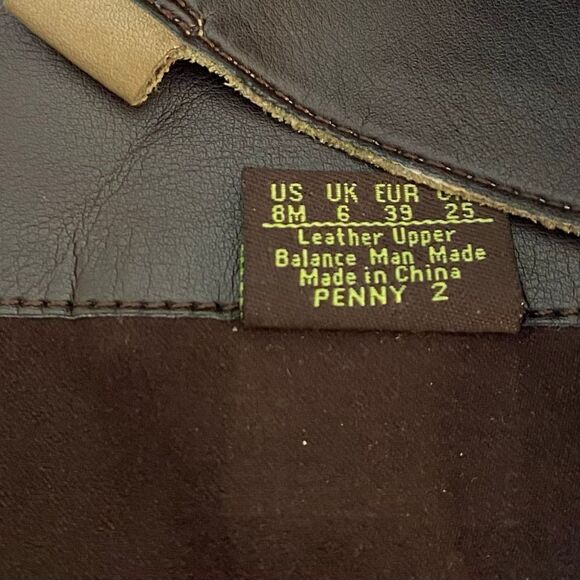 US UK EUR
8M 6 39 25
Leather Upper
Balance Man Made
Made in China
PENNY 2